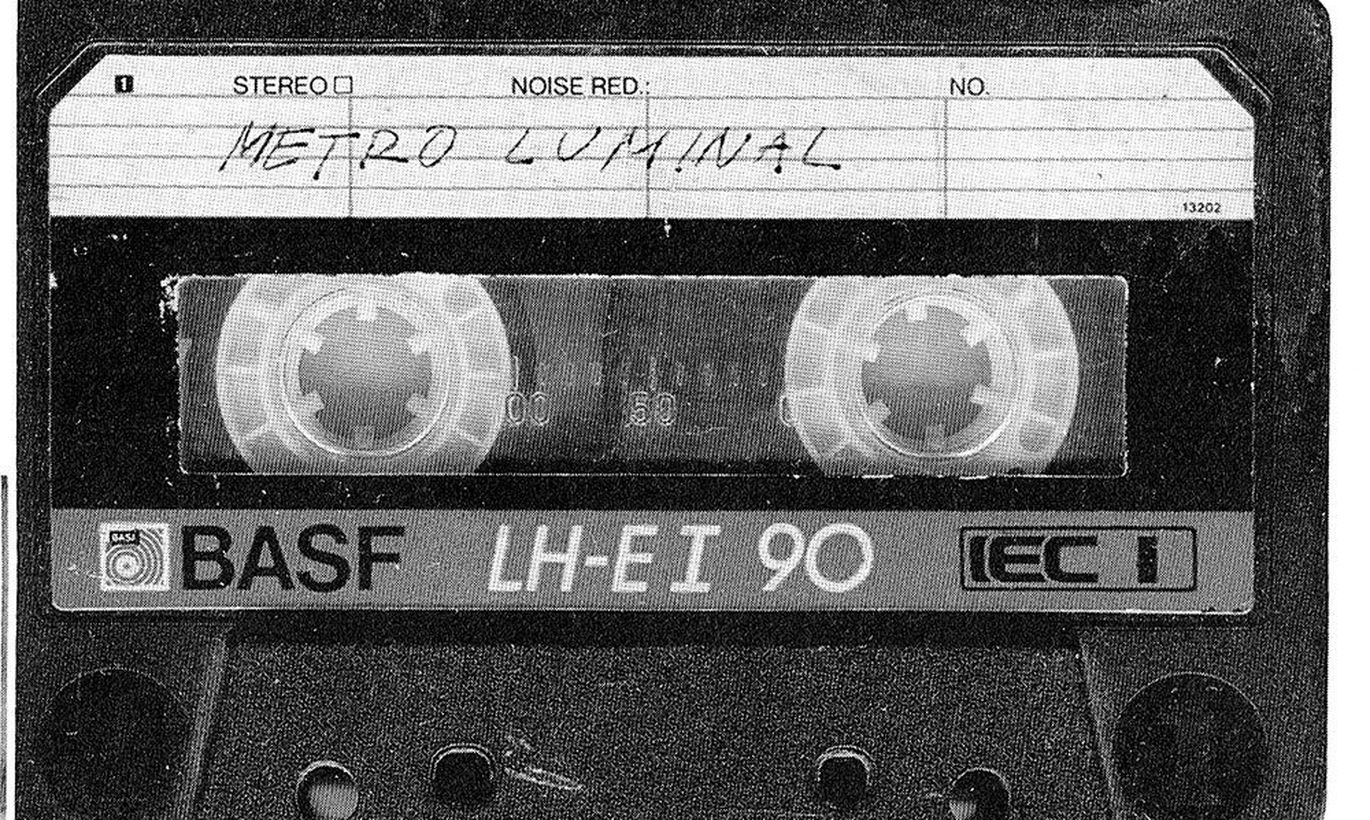 1 STEREO NOISE RED.: NO.
METRO LUMINAL
13202
00 50
BASF BASF LH-E I 90 IEC I